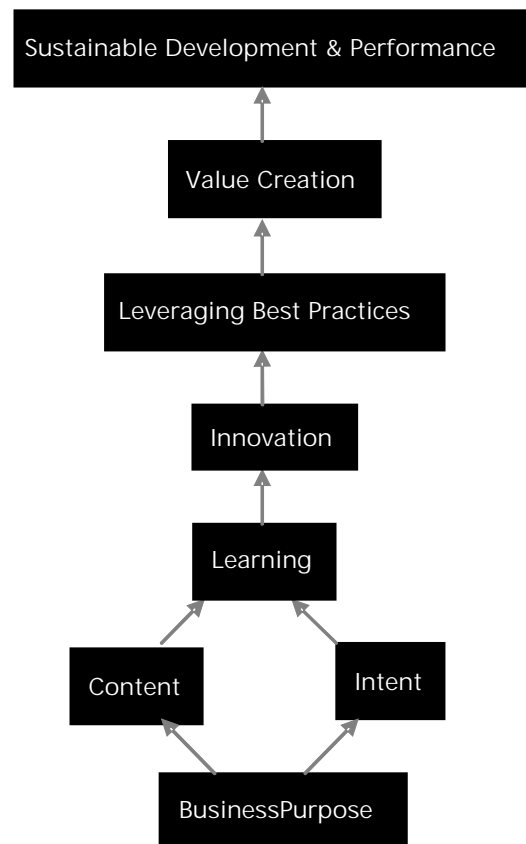 Sustainable Development & Performance
Value Creation
Leveraging Best Practices
Innovation
Learning
Content
Intent
BusinessPurpose